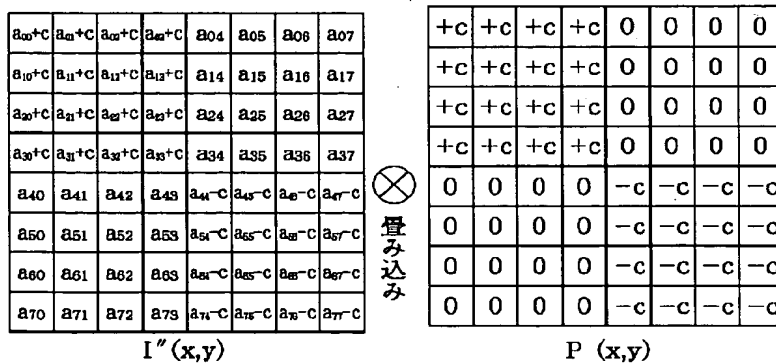 a00+c a01+c a02+c a03+c a04 a05 a06 a07
a10+c a11+c a12+c a13+c a14 a15 a16 a17
a20+c a21+c a22+c a23+c a24 a25 a26 a27
a30+c a31+c a32+c a33+c a34 a35 a36 a37
a40 a41 a42 a43 a44-c a45-c a46-c a47-c
a50 a51 a52 a53 a54-c a55-c a56-c a57-c
a60 a61 a62 a63 a64-c a65-c a66-c a67-c
a70 a71 a72 a73 a74-c a75-c a76-c a77-c
I″(x,y)
⊗
畳み込み
+c +c +c +c 0 0 0 0
+c +c +c +c 0 0 0 0
+c +c +c +c 0 0 0 0
+c +c +c +c 0 0 0 0
0 0 0 0 -c -c -c -c
0 0 0 0 -c -c -c -c
0 0 0 0 -c -c -c -c
0 0 0 0 -c -c -c -c
P (x,y)